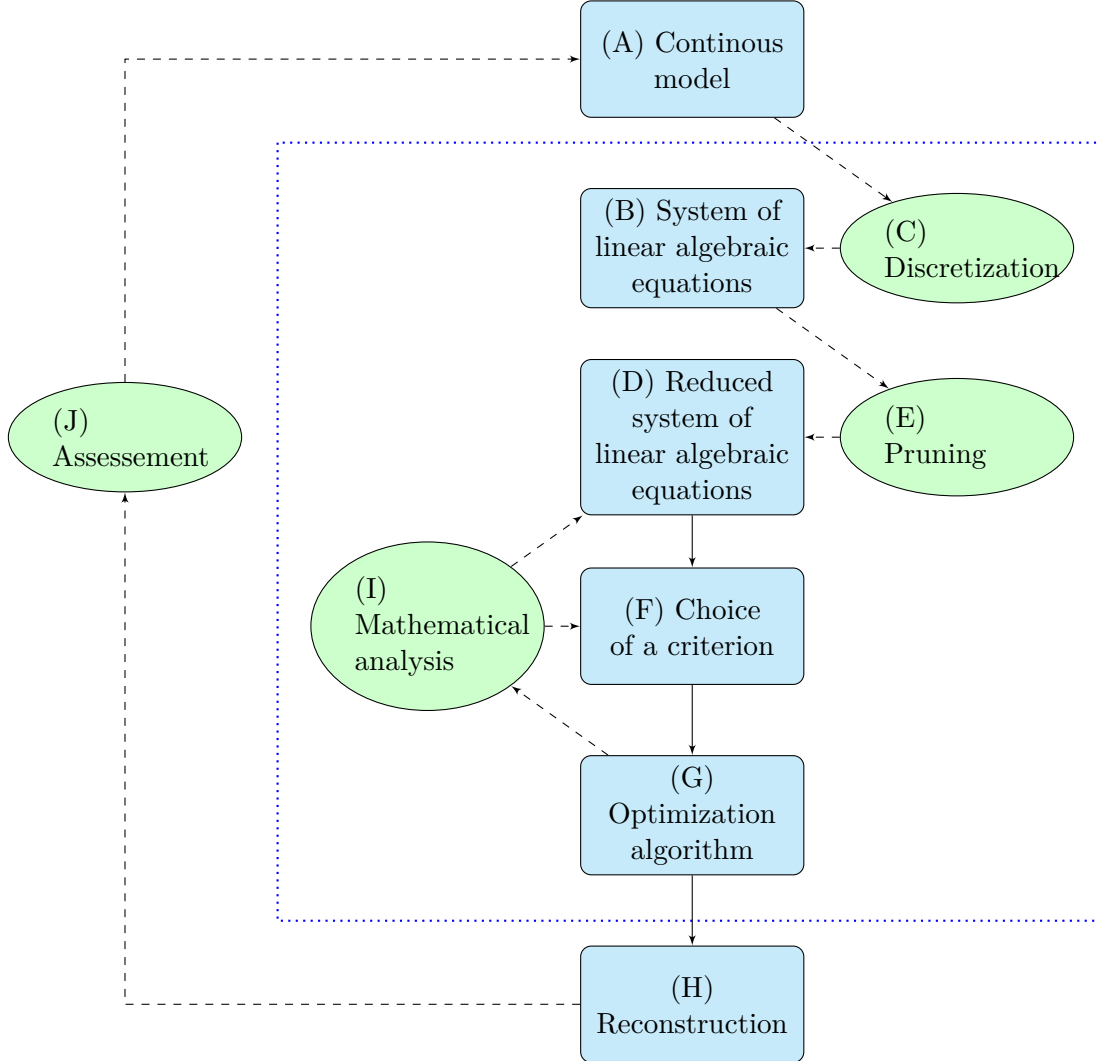 (A) Continous
model
(B) System of
linear algebraic
equations
(C)
Discretization
(D) Reduced
system of
linear algebraic
equations
(E)
Pruning
(J)
Assessement
(I)
Mathematical
analysis
(F) Choice
of a criterion
(G)
Optimization
algorithm
(H)
Reconstruction